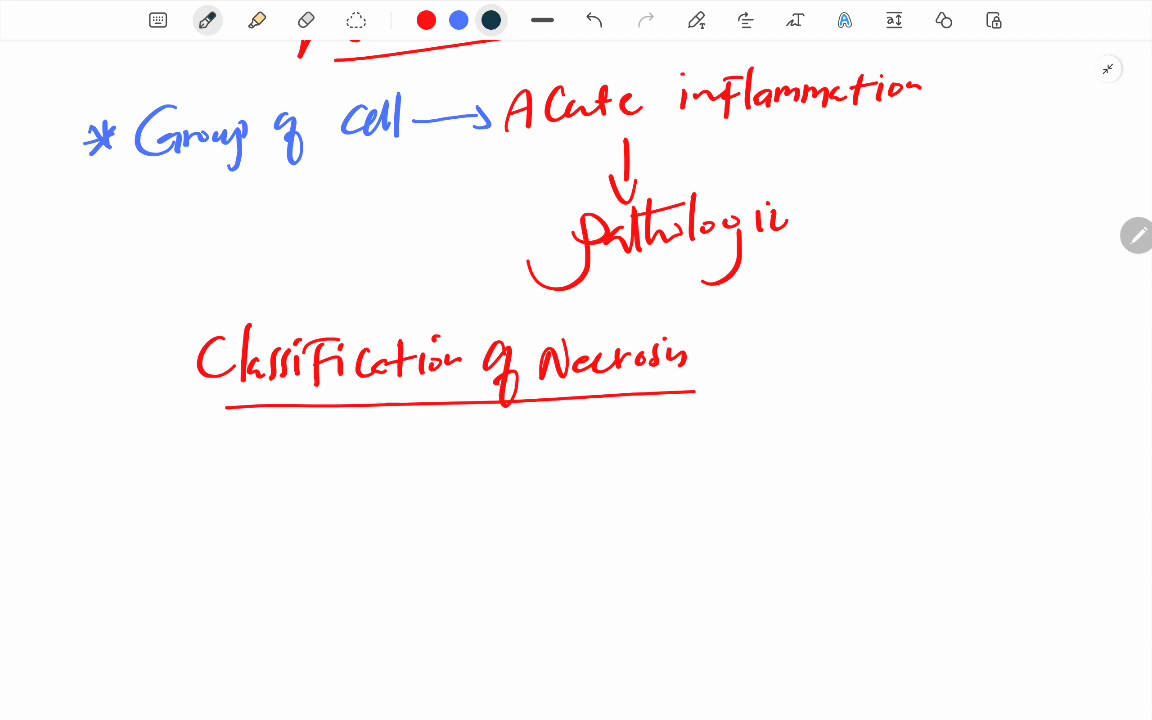 * Group of cell → Acute inflammation
↓
pathologic
Classification of Necrosis